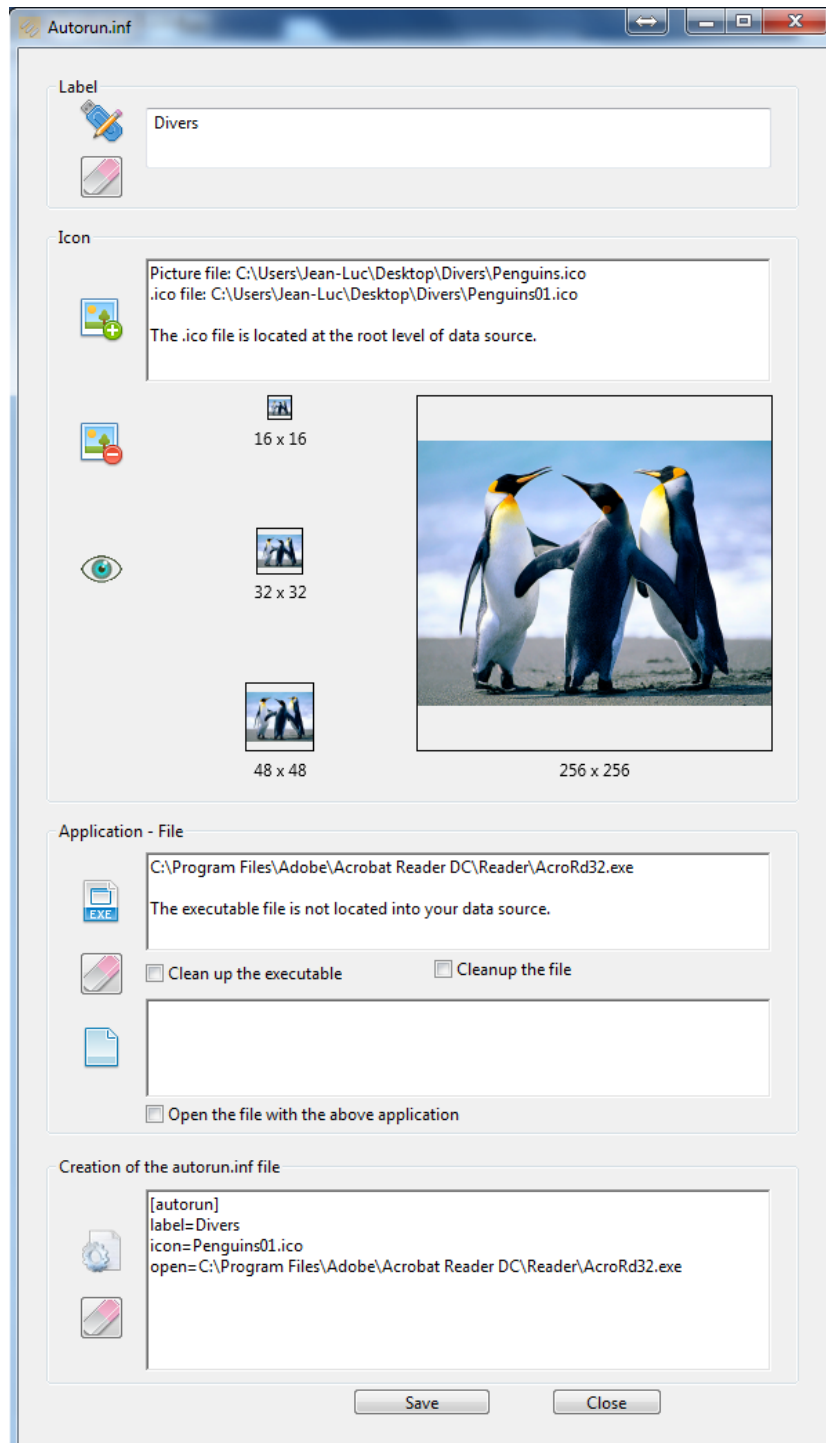 Autorun.inf
Label
Divers
Icon
Picture file: C:\Users\Jean-Luc\Desktop\Divers\Penguins.ico
.ico file: C:\Users\Jean-Luc\Desktop\Divers\Penguins01.ico
The .ico file is located at the root level of data source.
16 x 16
32 x 32
48 x 48
256 x 256
Application - File
C:\Program Files\Adobe\Acrobat Reader DC\Reader\AcroRd32.exe
The executable file is not located into your data source.
EXE
Clean up the executable
Cleanup the file
Open the file with the above application
Creation of the autorun.inf file
[autorun]
label=Divers
icon=Penguins01.ico
open=C:\Program Files\Adobe\Acrobat Reader DC\Reader\AcroRd32.exe
Save
Close